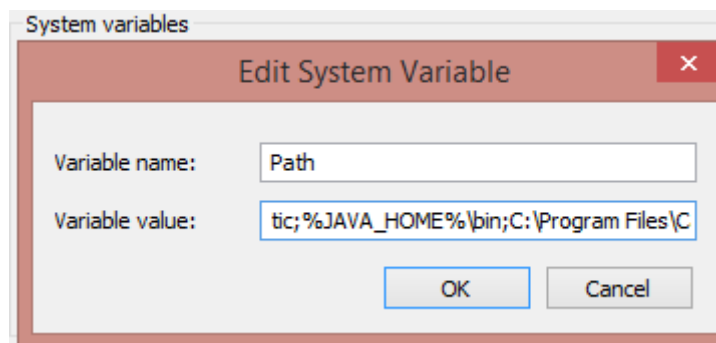 System variables
Edit System Variable
Variable name: Path
Variable value: tic;%JAVA_HOME%\bin;C:\Program Files\C
OK Cancel